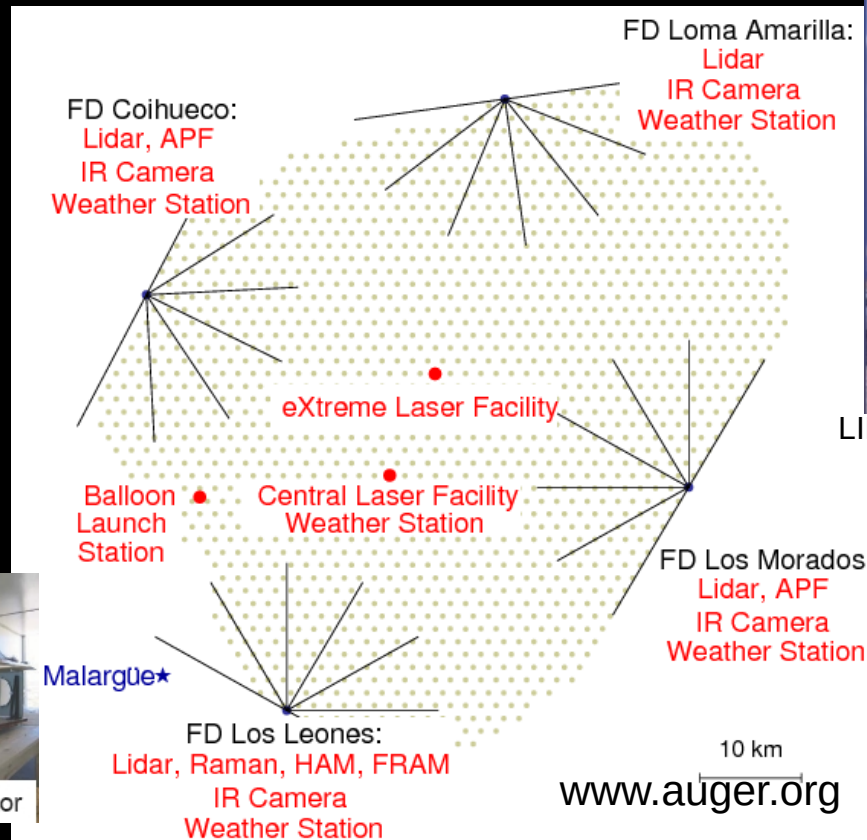 FD Loma Amarilla:
Lidar
IR Camera
Weather Station
FD Coihueco:
Lidar, APF
IR Camera
Weather Station
eXtreme Laser Facility
LI
Balloon
Launch
Station
Central Laser Facility
Weather Station
FD Los Morados
Lidar, APF
IR Camera
Weather Station
Malargüe
FD Los Leones:
Lidar, Raman, HAM, FRAM
IR Camera
Weather Station
10 km
www.auger.org
or